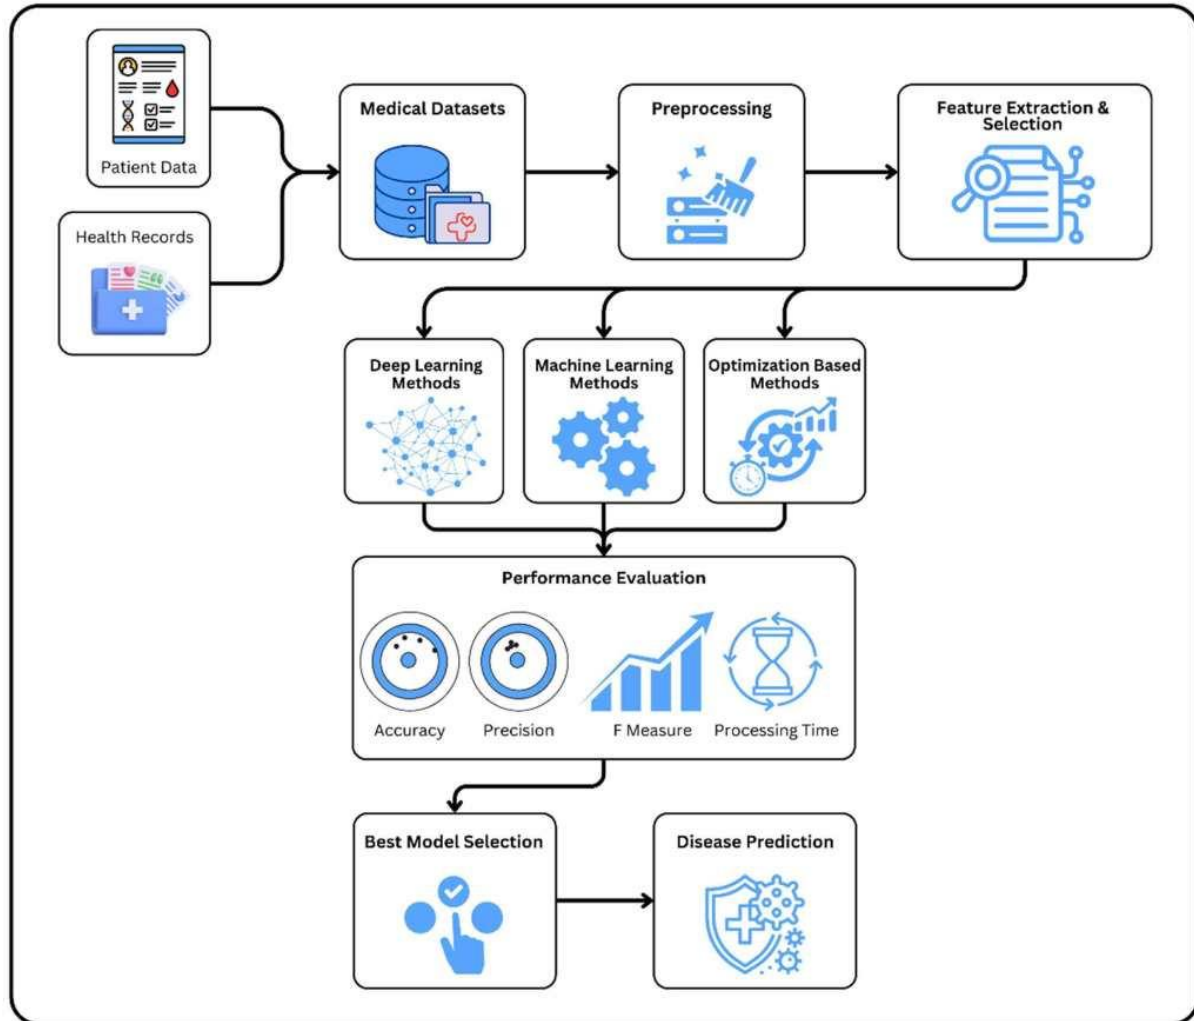 Patient Data
Health Records
Medical Datasets
Preprocessing
Feature Extraction &
Selection
Deep Learning
Methods
Machine Learning
Methods
Optimization Based
Methods
Performance Evaluation
Accuracy
Precision
F Measure
Processing Time
Best Model Selection
Disease Prediction